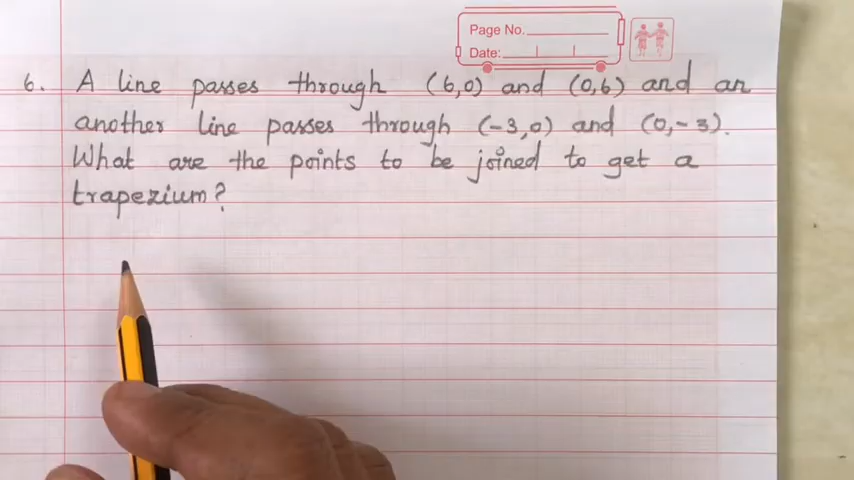 Page No.
Date:
6. A line passes through (6,0) and (0,6) and an
another line passes through (-3,0) and (0,-3).
What are the points to be joined to get a
trapezium?